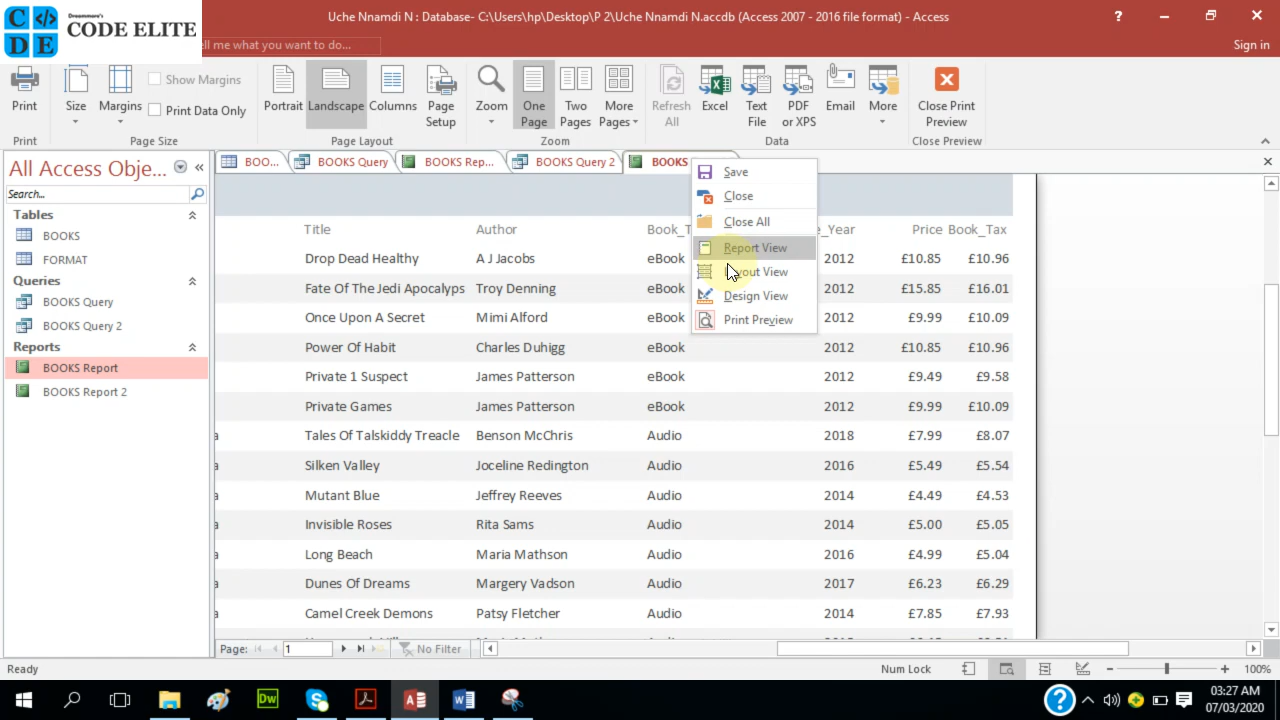 Dreammore's
CODE ELITE
CDE
Uche Nnamdi N : Database- C:\Users\hp\Desktop\P 2\Uche Nnamdi N.accdb (Access 2007 - 2016 file format) - Access
?
ell me what you want to do...
Sign in
Print
Size
Margins
Show Margins
Print Data Only
Portrait
Landscape
Columns
Page Setup
Zoom
One Page
Two Pages
More Pages
Refresh All
Excel
Text File
PDF or XPS
Email
More
Close Print Preview
Print
Page Size
Page Layout
Zoom
Data
Close Preview
All Access Obje...
Search...
Tables
BOOKS
FORMAT
Queries
BOOKS Query
BOOKS Query 2
Reports
BOOKS Report
BOOKS Report 2
BOO...
BOOKS Query
BOOKS Rep...
BOOKS Query 2
BOOKS
Save
Close
Close All
Report View
Layout View
Design View
Print Preview
Title Author Book_T e_Year Price Book_Tax
Drop Dead Healthy A J Jacobs eBook 2012 £10.85 £10.96
Fate Of The Jedi Apocalyps Troy Denning eBook 2012 £15.85 £16.01
Once Upon A Secret Mimi Alford eBook 2012 £9.99 £10.09
Power Of Habit Charles Duhigg eBook 2012 £10.85 £10.96
Private 1 Suspect James Patterson eBook 2012 £9.49 £9.58
Private Games James Patterson eBook 2012 £9.99 £10.09
a Tales Of Talskiddy Treacle Benson McChris Audio 2018 £7.99 £8.07
a Silken Valley Joceline Redington Audio 2016 £5.49 £5.54
a Mutant Blue Jeffrey Reeves Audio 2014 £4.49 £4.53
a Invisible Roses Rita Sams Audio 2014 £5.00 £5.05
a Long Beach Maria Mathson Audio 2016 £4.99 £5.04
a Dunes Of Dreams Margery Vadson Audio 2017 £6.23 £6.29
a Camel Creek Demons Patsy Fletcher Audio 2014 £7.85 £7.93
Page: 1
No Filter
Ready
Num Lock
100%
Dw
03:27 AM
07/03/2020